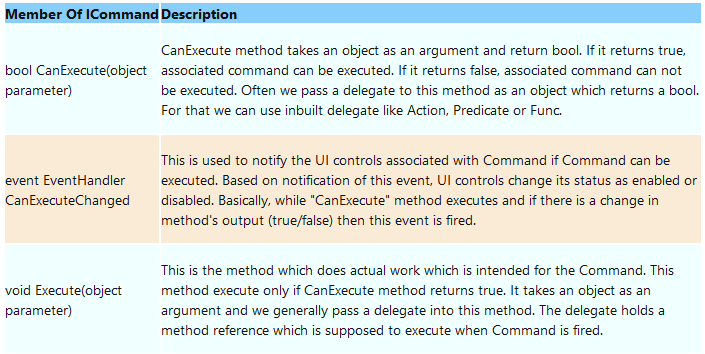 Member Of ICommand Description
bool CanExecute(object
parameter)
CanExecute method takes an object as an argument and return bool. If it returns true,
associated command can be executed. If it returns false, associated command can not
be executed. Often we pass a delegate to this method as an object which returns a bool.
For that we can use inbuilt delegate like Action, Predicate or Func.
event EventHandler
CanExecuteChanged
This is used to notify the UI controls associated with Command if Command can be
executed. Based on notification of this event, UI controls change its status as enabled or
disabled. Basically, while "CanExecute" method executes and if there is a change in
method's output (true/false) then this event is fired.
void Execute(object
parameter)
This is the method which does actual work which is intended for the Command. This
method execute only if CanExecute method returns true. It takes an object as an
argument and we generally pass a delegate into this method. The delegate holds a
method reference which is supposed to execute when Command is fired.